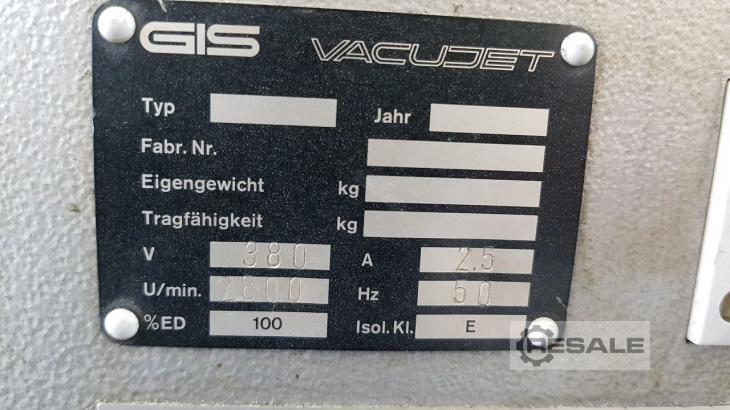 GIS VACUJET
Typ Jahr
Fabr. Nr.
Eigengewicht kg
Tragfähigkeit kg
V 380 A 2.5
U/min. 2800 Hz 50
%ED 100 Isol. Kl. E
RESALE